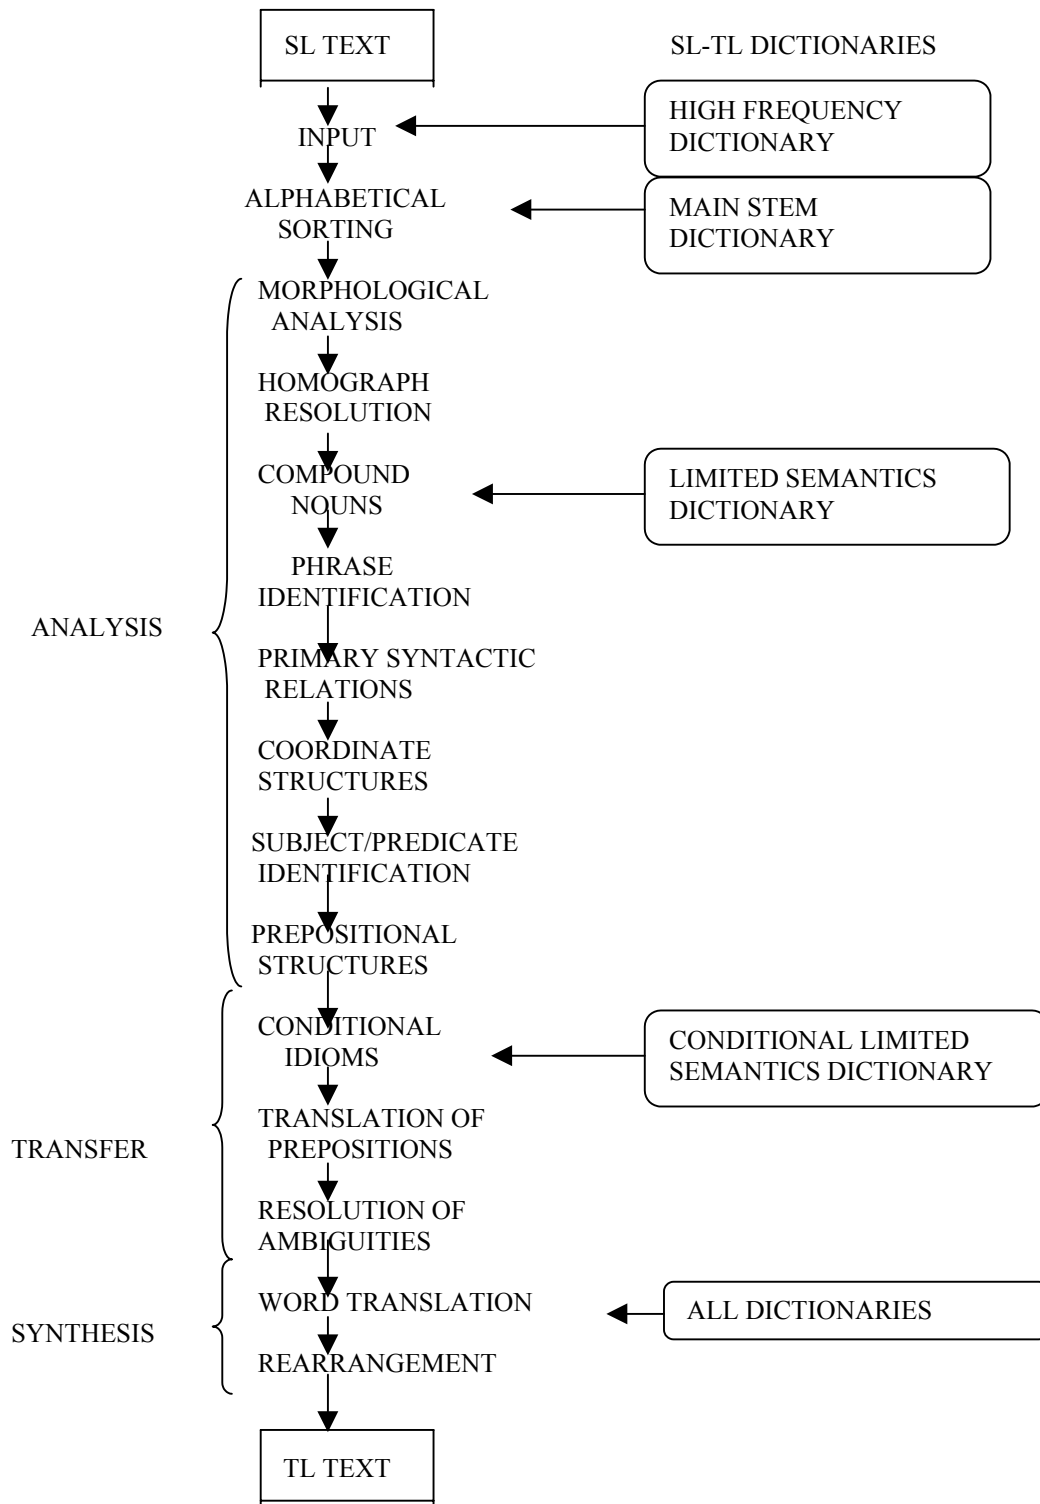 SL TEXT
SL-TL DICTIONARIES
HIGH FREQUENCY
DICTIONARY
INPUT
ALPHABETICAL
SORTING
MAIN STEM
DICTIONARY
MORPHOLOGICAL
ANALYSIS
HOMOGRAPH
RESOLUTION
COMPOUND
NOUNS
LIMITED SEMANTICS
DICTIONARY
PHRASE
IDENTIFICATION
ANALYSIS
PRIMARY SYNTACTIC
RELATIONS
COORDINATE
STRUCTURES
SUBJECT/PREDICATE
IDENTIFICATION
PREPOSITIONAL
STRUCTURES
CONDITIONAL
IDIOMS
CONDITIONAL LIMITED
SEMANTICS DICTIONARY
TRANSLATION OF
PREPOSITIONS
TRANSFER
RESOLUTION OF
AMBIGUITIES
WORD TRANSLATION
ALL DICTIONARIES
SYNTHESIS
REARRANGEMENT
TL TEXT